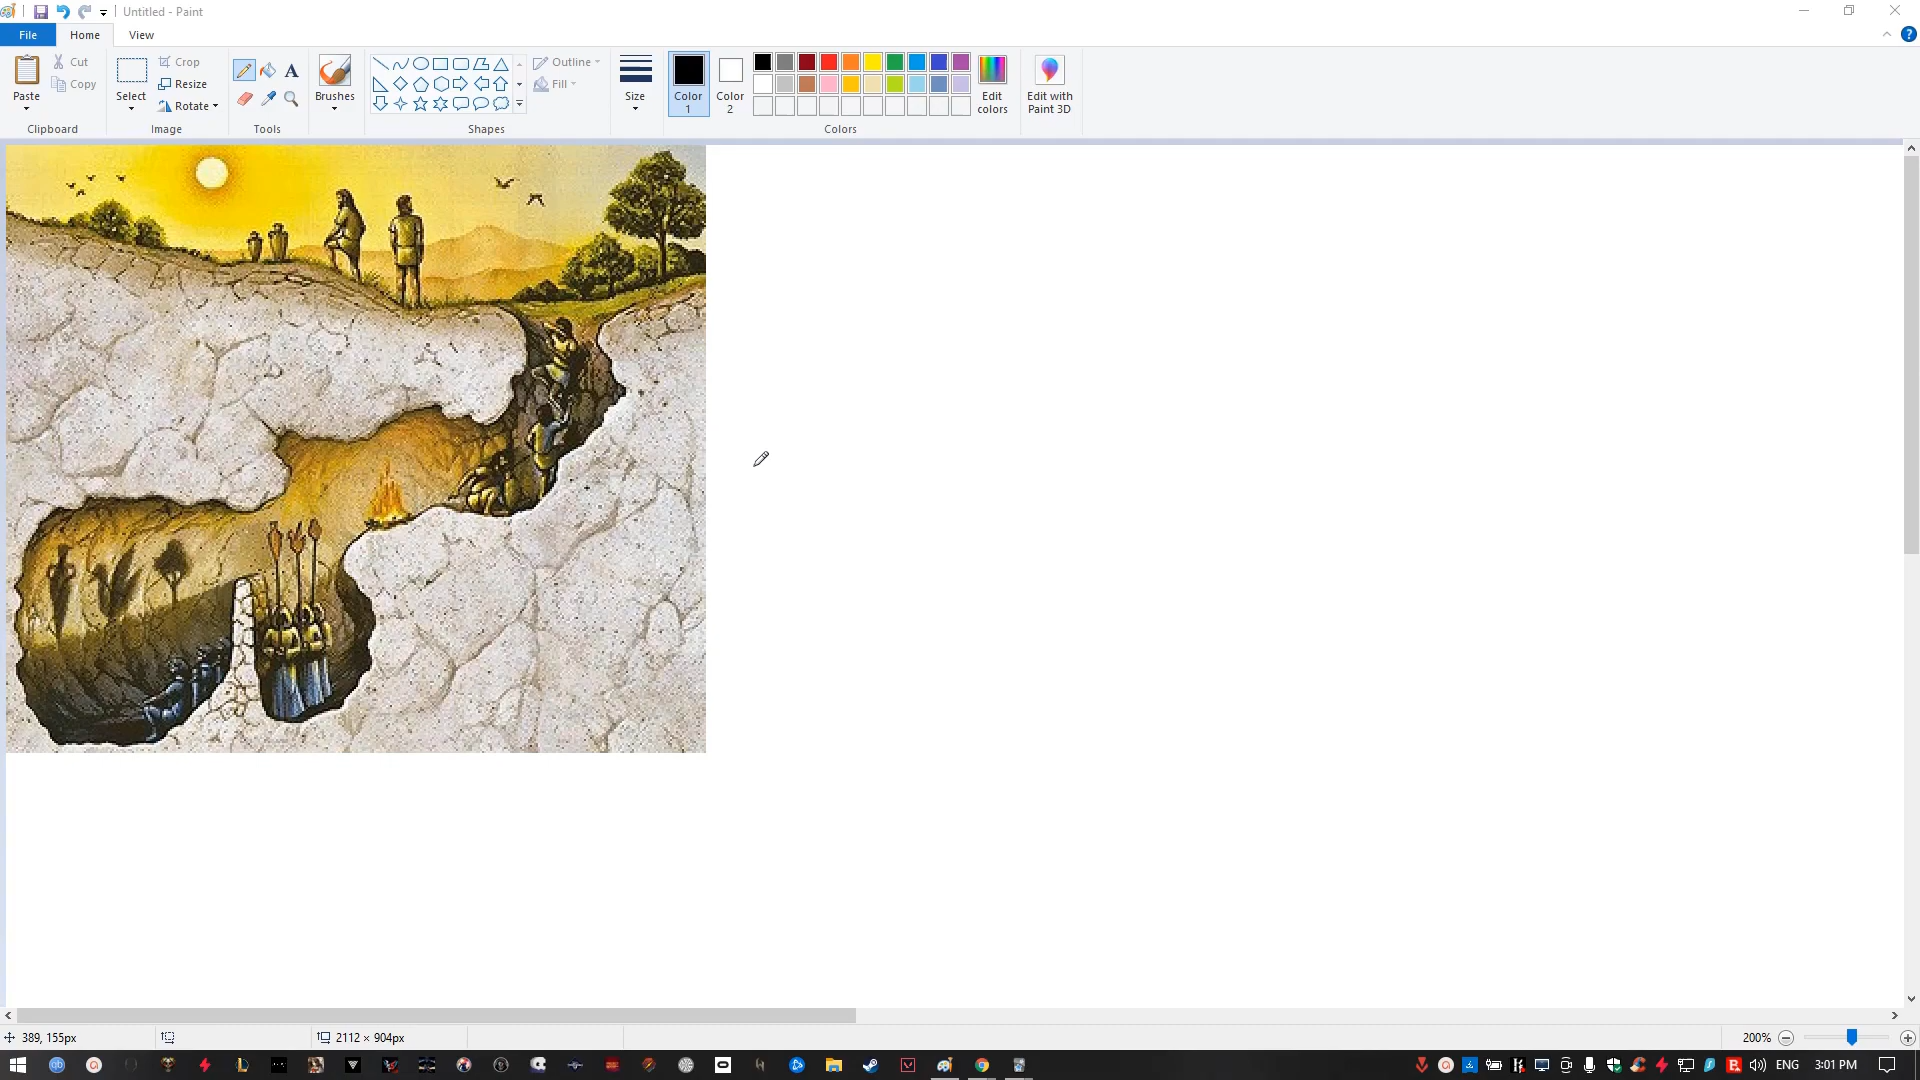 Untitled - Paint
File Home View
Paste
Cut
Copy
Clipboard
Select
Crop
Resize
Rotate
Image
A
Tools
Brushes
Outline
Fill
Shapes
Size
Color 1
Color 2
Edit colors
Colors
Edit with Paint 3D
389, 155px
2112 × 904px
200%
ENG
3:01 PM